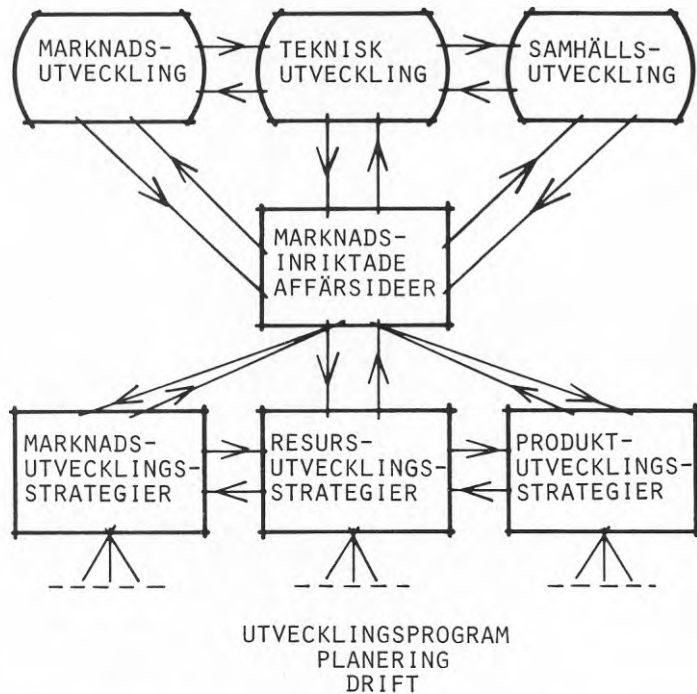 MARKNADS-
UTVECKLING
TEKNISK
UTVECKLING
SAMHÄLLS-
UTVECKLING
MARKNADS-
INRIKTADE
AFFÄRSIDEER
MARKNADS-
UTVECKLINGS-
STRATEGIER
RESURS-
UTVECKLINGS-
STRATEGIER
PRODUKT-
UTVECKLINGS-
STRATEGIER
UTVECKLINGSPROGRAM
PLANERING
DRIFT